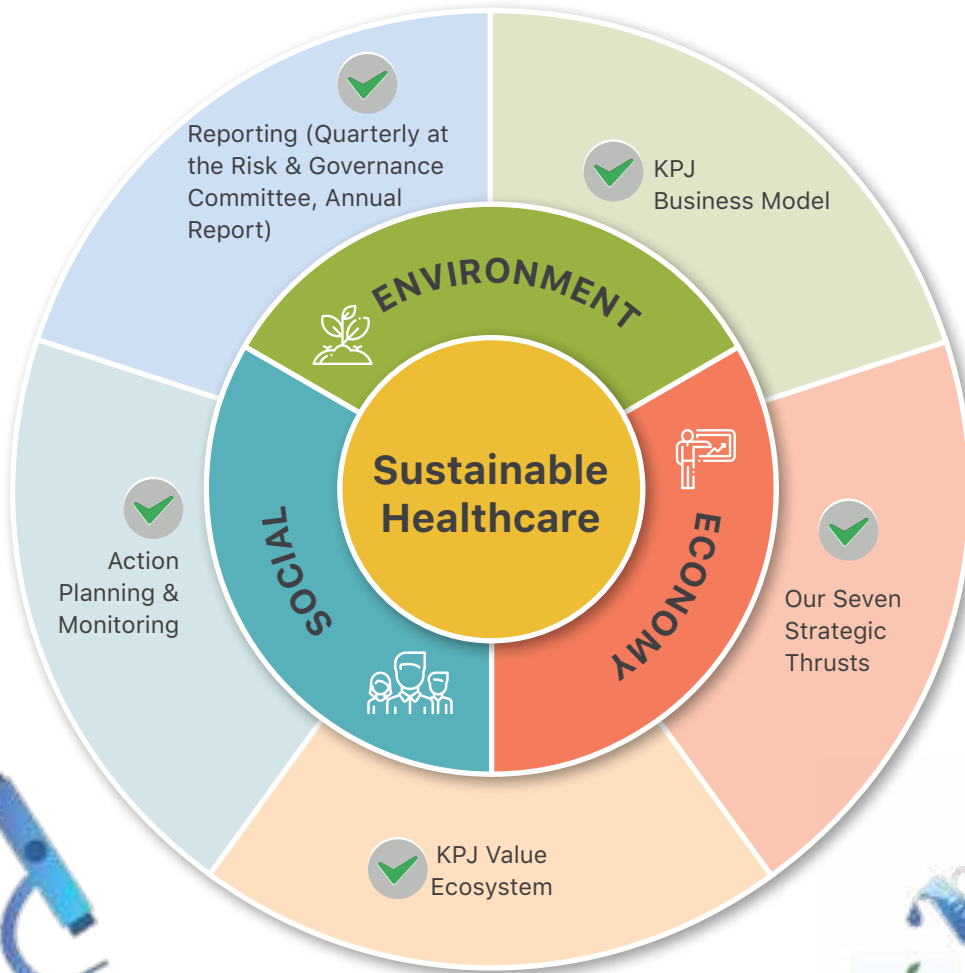 Reporting (Quarterly at
the Risk & Governance
Committee, Annual
Report)
KPJ
Business Model
ENVIRONMENT
Sustainable
Healthcare
SOCIAL
ECONOMY
Action
Planning &
Monitoring
Our Seven
Strategic
Thrusts
KPJ Value
Ecosystem